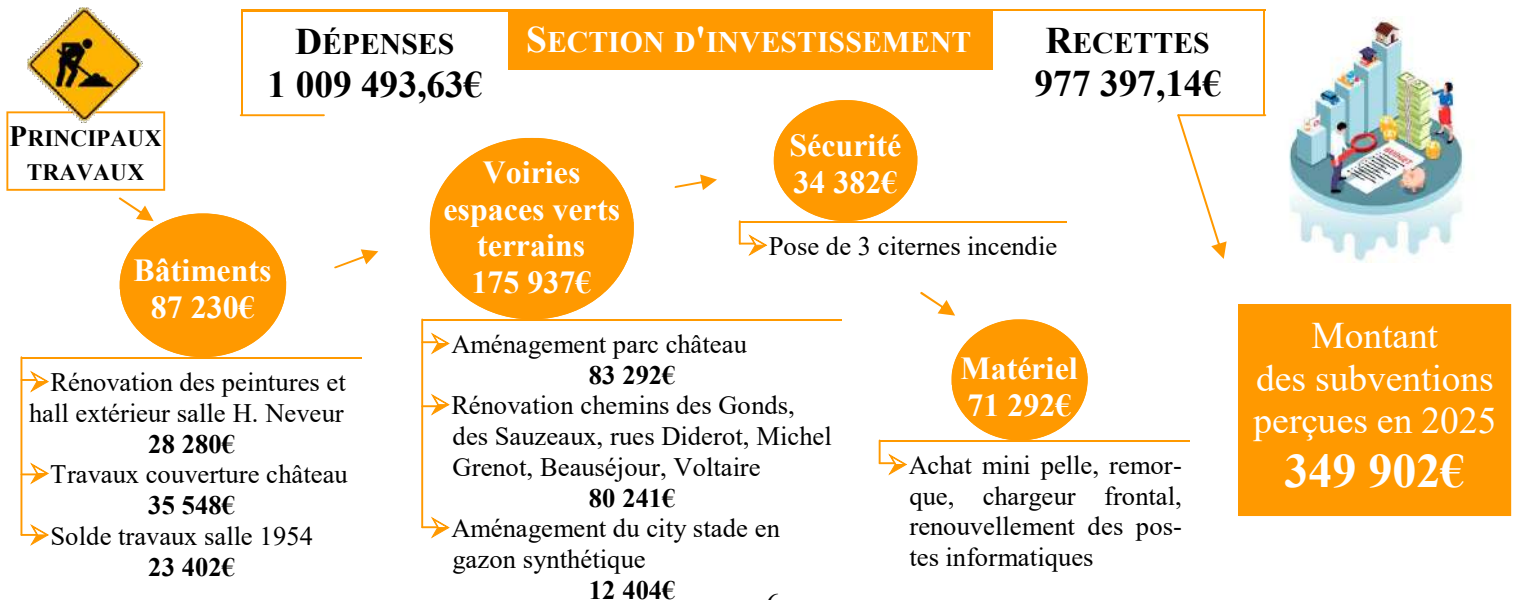 DÉPENSES
1 009 493,63€
SECTION D'INVESTISSEMENT
RECETTES
977 397,14€
PRINCIPAUX
TRAVAUX
Bâtiments
87 230€
Rénovation des peintures et
hall extérieur salle H. Neveur
28 280€
Travaux couverture château
35 548€
Solde travaux salle 1954
23 402€
Voiries
espaces verts
terrains
175 937€
Aménagement parc château
83 292€
Rénovation chemins des Gonds,
des Sauzeaux, rues Diderot, Michel
Grenot, Beauséjour, Voltaire
80 241€
Aménagement du city stade en
gazon synthétique
12 404€
Sécurité
34 382€
Pose de 3 citernes incendie
Matériel
71 292€
Achat mini pelle, remor-
que, chargeur frontal,
renouvellement des pos-
tes informatiques
BUDGET
Montant
des subventions
perçues en 2025
349 902€